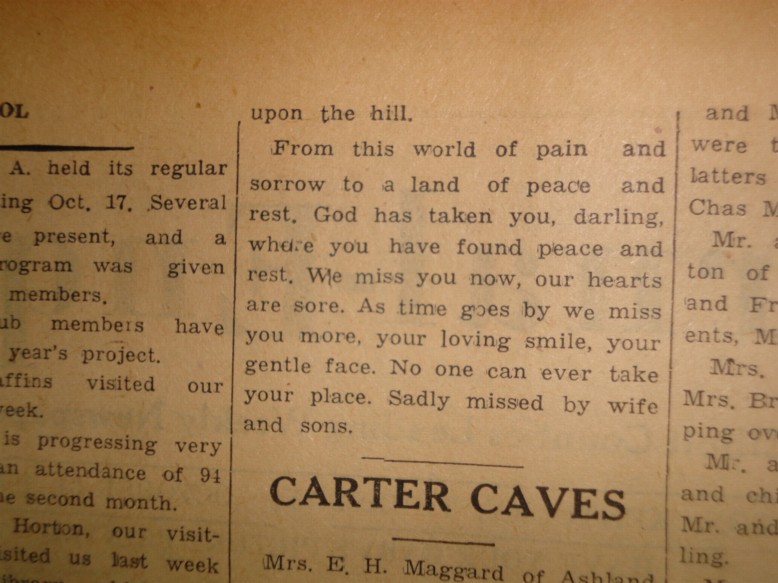 OL
A. held its regular
ing Oct. 17. Several
e present, and a
rogram was given
members.
ub members have
year's project.
affins visited our
eek.
is progressing very
an attendance of 94
e second month.
Horton, our visit-
isited us last week
upon the hill.
From this world of pain and
sorrow to a land of peace and
rest. God has taken you, darling,
where you have found peace and
rest. We miss you now, our hearts
are sore. As time goes by we miss
you more, your loving smile, your
gentle face. No one can ever take
your place. Sadly missed by wife
and sons.
CARTER CAVES
Mrs. E. H. Maggard of Ashland
and M
were t
latters
Chas M
Mr. a
ton of
and Fr
ents, M
Mrs.
Mrs. Br
ping ov
Mr. a
and chi
Mr. and
ling.